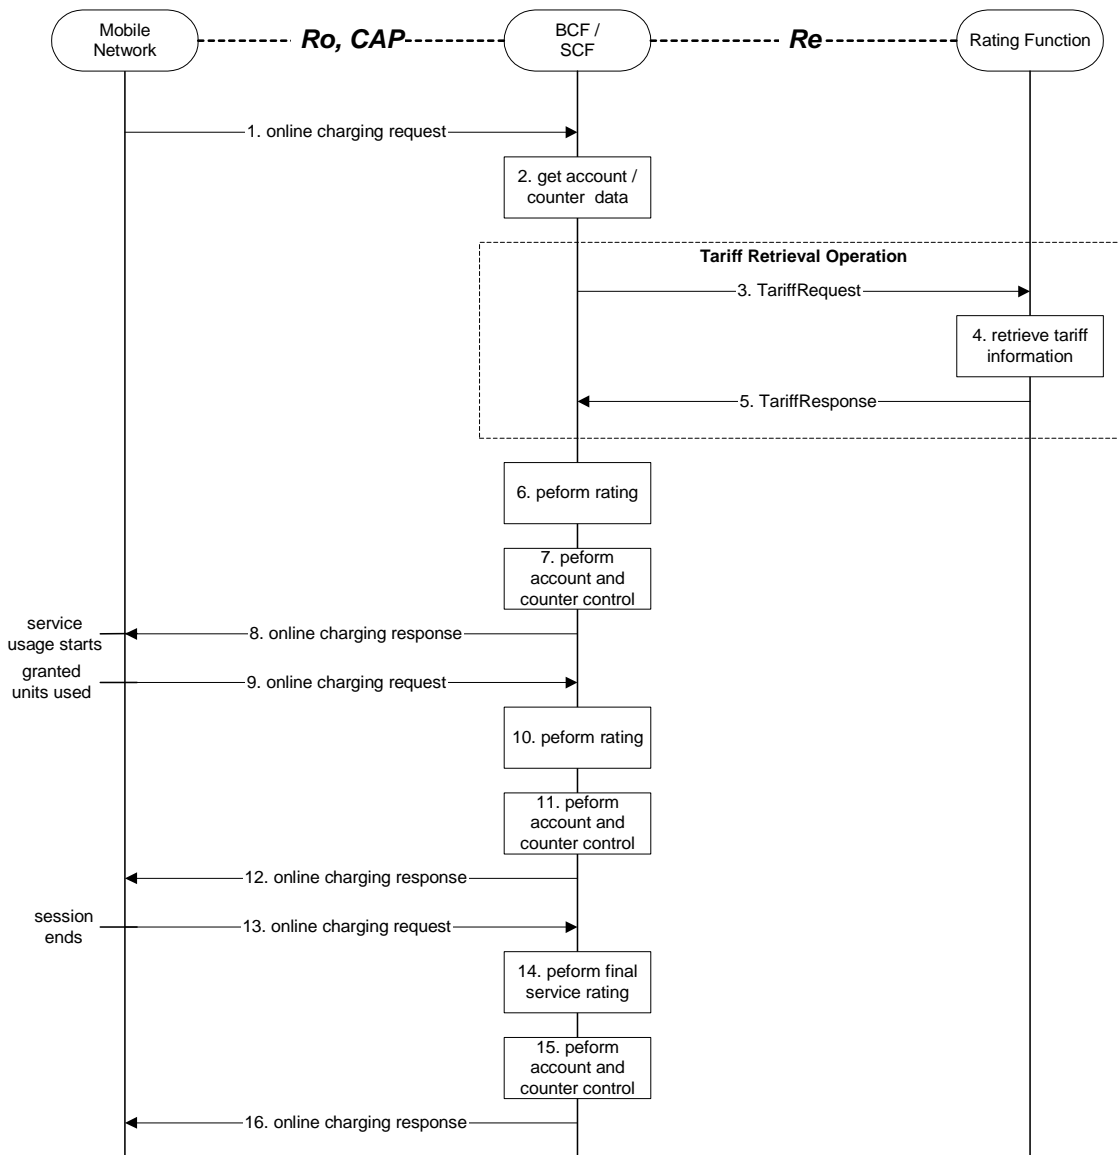 Mobile
Network
Ro, CAP
BCF /
SCF
Re
Rating Function
1. online charging request
2. get account /
counter data
Tariff Retrieval Operation
3. TariffRequest
4. retrieve tariff
information
5. TariffResponse
6. peform rating
7. peform
account and
counter control
service
usage starts
8. online charging response
granted
units used
9. online charging request
10. peform rating
11. peform
account and
counter control
12. online charging response
session
ends
13. online charging request
14. peform final
service rating
15. peform
account and
counter control
16. online charging response